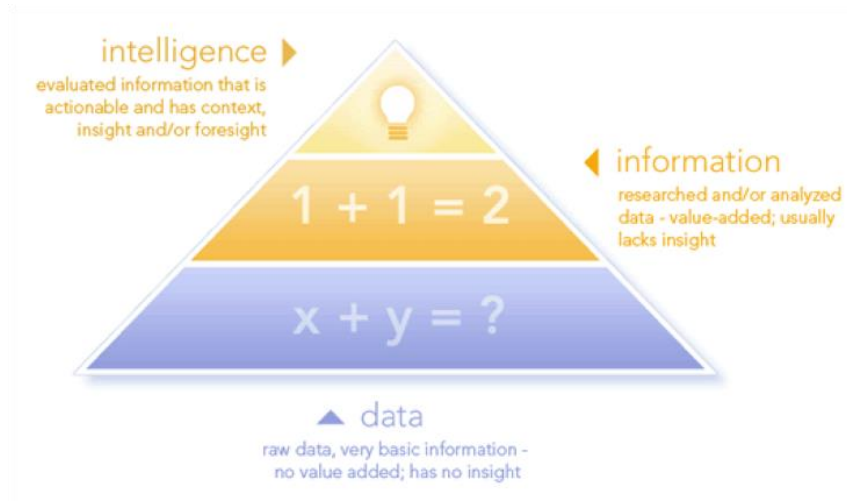 intelligence
evaluated information that is
actionable and has context,
insight and/or foresight
information
researched and/or analyzed
data - value-added; usually
lacks insight
1 + 1 = 2
x + y = ?
data
raw data, very basic information -
no value added; has no insight